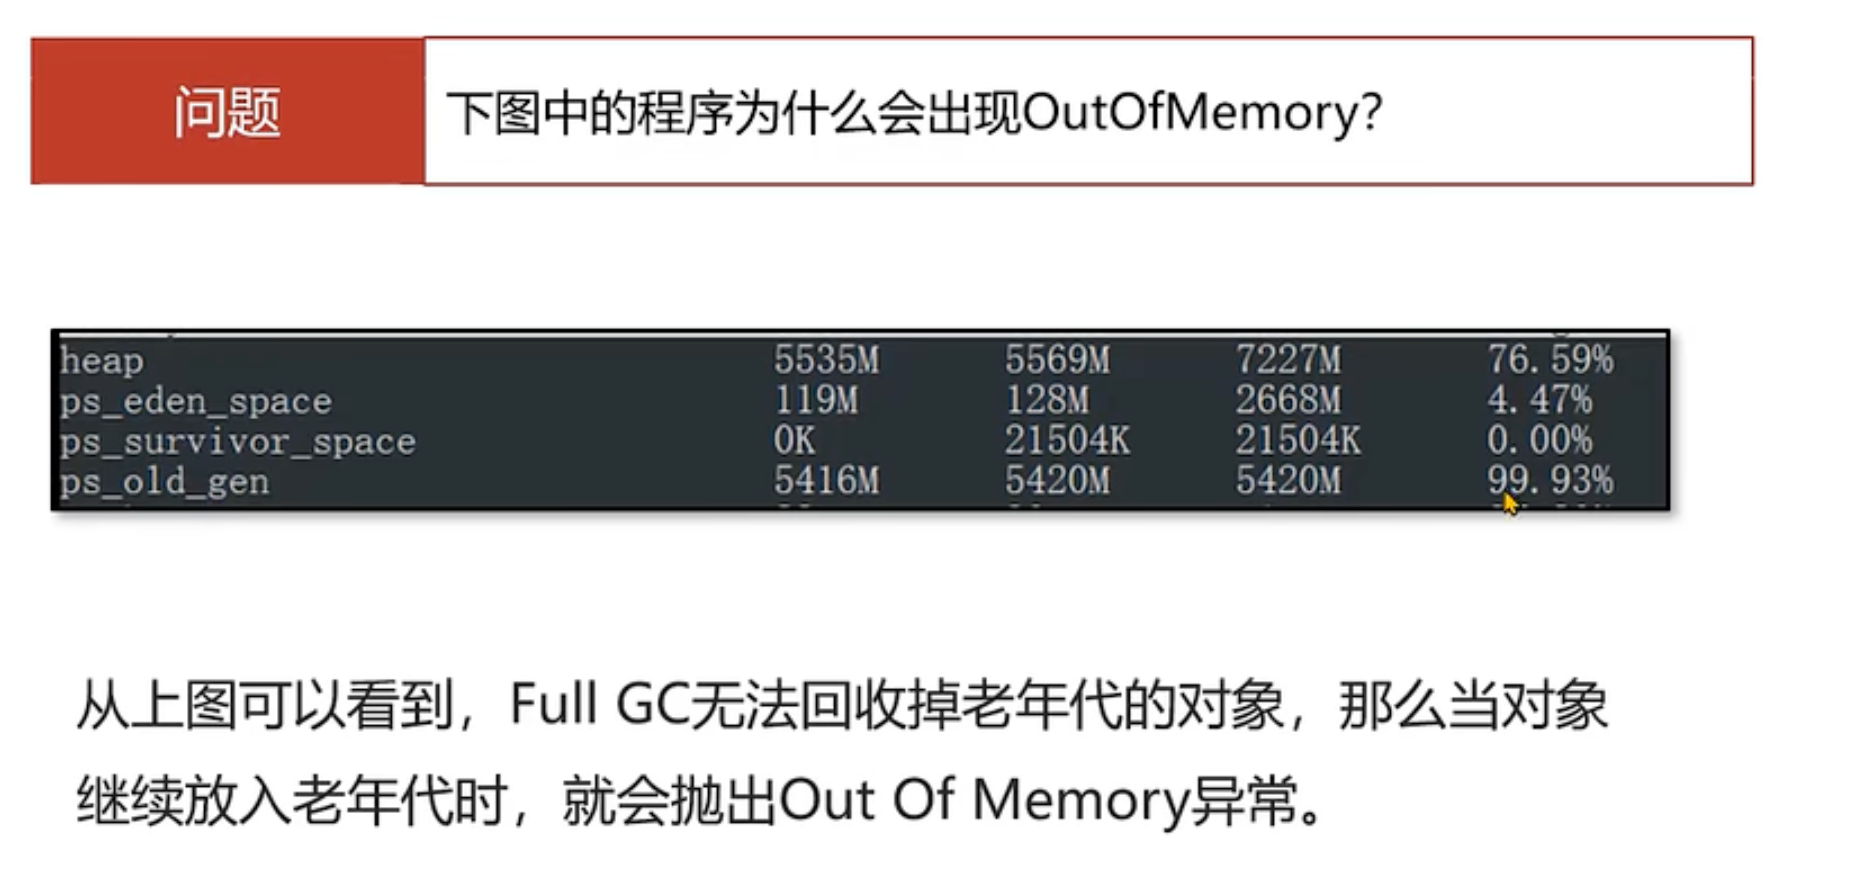 问题
下图中的程序为什么会出现OutOfMemory?
heap 5535M 5569M 7227M 76.59%
ps_eden_space 119M 128M 2668M 4.47%
ps_survivor_space 0K 21504K 21504K 0.00%
ps_old_gen 5416M 5420M 5420M 99.93%
从上图可以看到，Full GC无法回收掉老年代的对象，那么当对象
继续放入老年代时，就会抛出Out Of Memory异常。